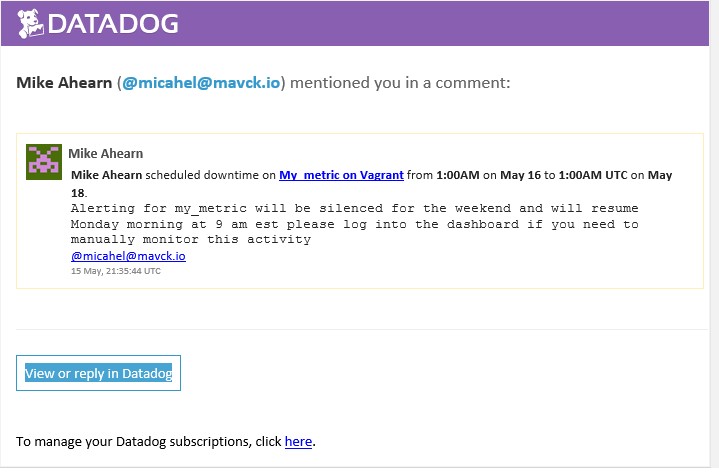 DATADOG
Mike Ahearn (@micahel@mavck.io) mentioned you in a comment:
Mike Ahearn
Mike Ahearn scheduled downtime on My_metric on Vagrant from 1:00AM on May 16 to 1:00AM UTC on May
18.
Alerting for my_metric will be silenced for the weekend and will resume
Monday morning at 9 am est please log into the dashboard if you need to
manually monitor this activity
@micahel@mavck.io
15 May, 21:35:44 UTC
View or reply in Datadog
To manage your Datadog subscriptions, click here.